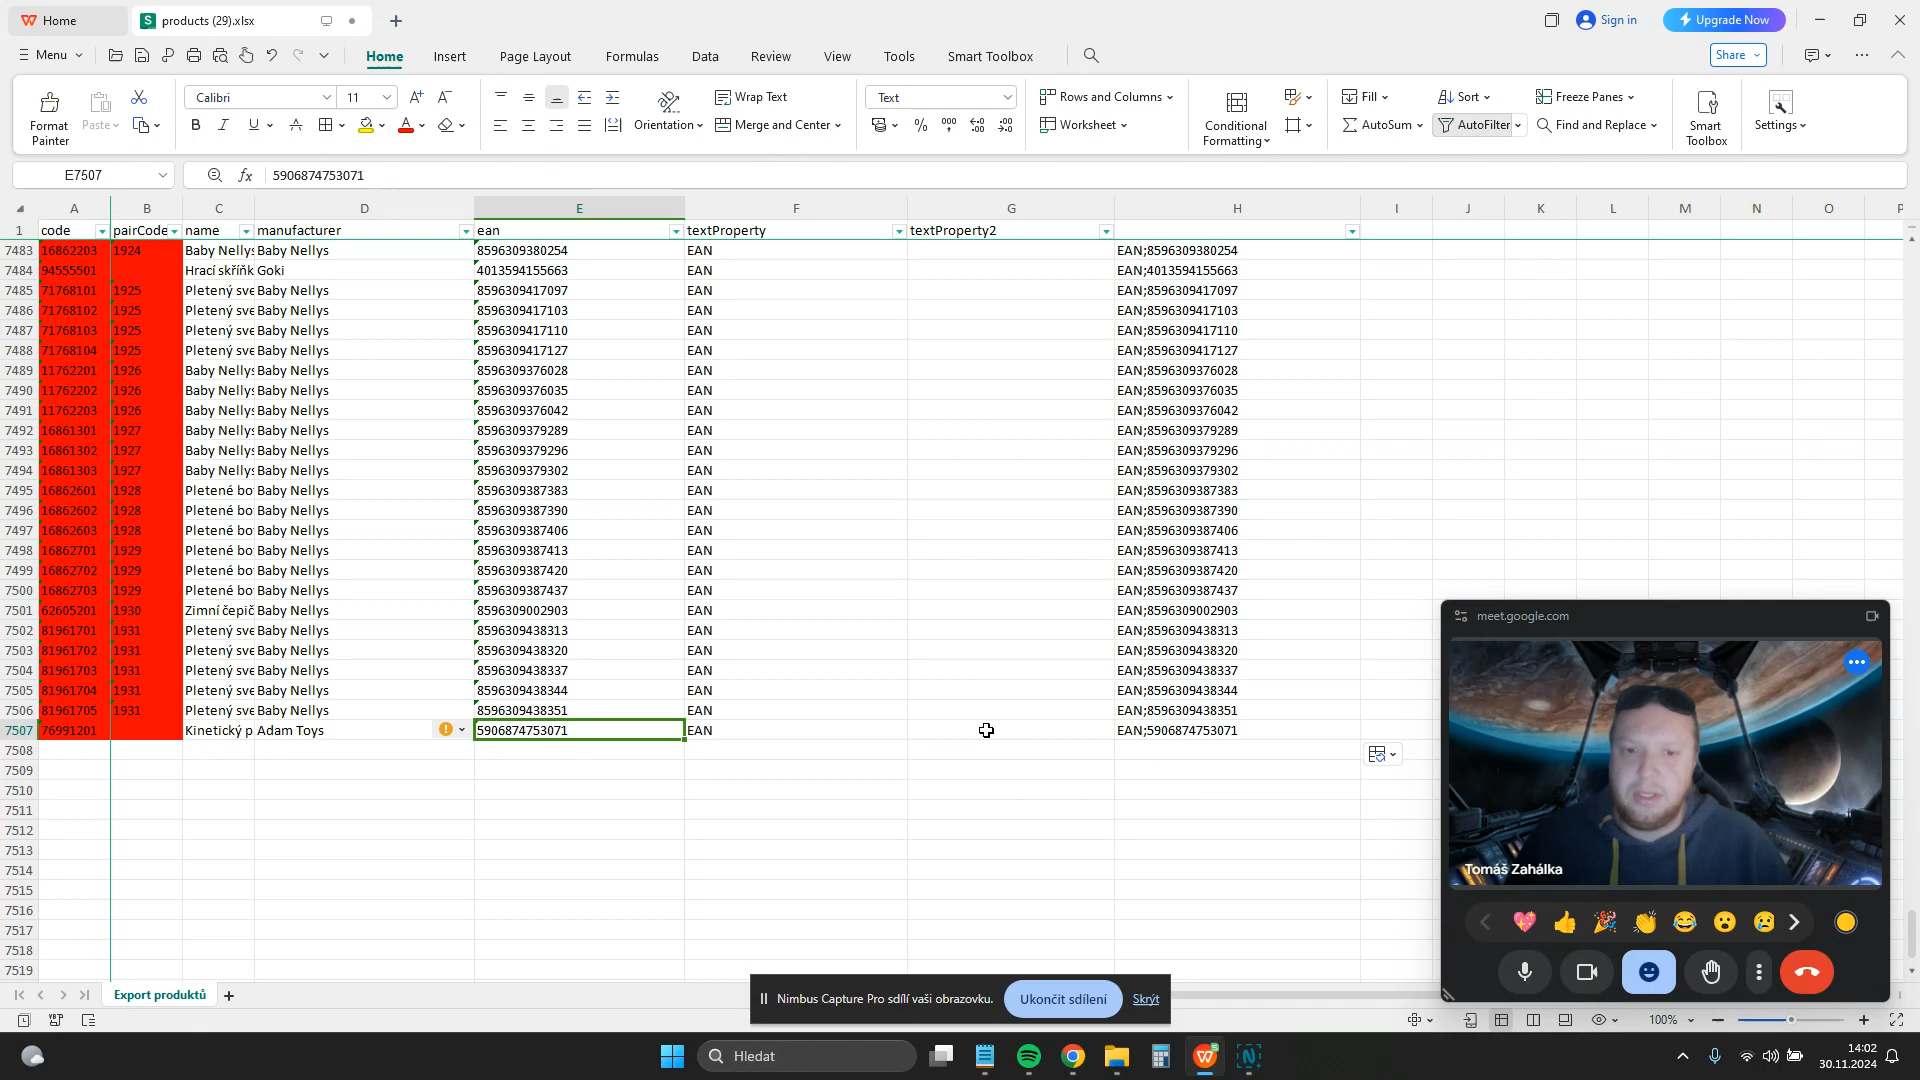 Home
products (29).xlsx
Sign in
Upgrade Now
Menu
Home
Insert
Page Layout
Formulas
Data
Review
View
Tools
Smart Toolbox
Share
Format Painter
Paste
Calibri
11
Orientation
Wrap Text
Merge and Center
Text
Rows and Columns
Worksheet
Conditional Formatting
Fill
Sort
Freeze Panes
AutoSum
AutoFilter
Find and Replace
Smart Toolbox
Settings
E7507
5906874753071
A B C D E F G H I J K L M N O P
1 code pairCode name manufacturer ean textProperty textProperty2
7483 16862203 1924 Baby Nellys Baby Nellys 8596309380254 EAN EAN;8596309380254
7484 94555501 Hrací skříňk Goki 4013594155663 EAN EAN;4013594155663
7485 71768101 1925 Pletený sve Baby Nellys 8596309417097 EAN EAN;8596309417097
7486 71768102 1925 Pletený sve Baby Nellys 8596309417103 EAN EAN;8596309417103
7487 71768103 1925 Pletený sve Baby Nellys 8596309417110 EAN EAN;8596309417110
7488 71768104 1925 Pletený sve Baby Nellys 8596309417127 EAN EAN;8596309417127
7489 11762201 1926 Baby Nellys Baby Nellys 8596309376028 EAN EAN;8596309376028
7490 11762202 1926 Baby Nellys Baby Nellys 8596309376035 EAN EAN;8596309376035
7491 11762203 1926 Baby Nellys Baby Nellys 8596309376042 EAN EAN;8596309376042
7492 16861301 1927 Baby Nellys Baby Nellys 8596309379289 EAN EAN;8596309379289
7493 16861302 1927 Baby Nellys Baby Nellys 8596309379296 EAN EAN;8596309379296
7494 16861303 1927 Baby Nellys Baby Nellys 8596309379302 EAN EAN;8596309379302
7495 16862601 1928 Pletené bo Baby Nellys 8596309387383 EAN EAN;8596309387383
7496 16862602 1928 Pletené bo Baby Nellys 8596309387390 EAN EAN;8596309387390
7497 16862603 1928 Pletené bo Baby Nellys 8596309387406 EAN EAN;8596309387406
7498 16862701 1929 Pletené bo Baby Nellys 8596309387413 EAN EAN;8596309387413
7499 16862702 1929 Pletené bo Baby Nellys 8596309387420 EAN EAN;8596309387420
7500 16862703 1929 Pletené bo Baby Nellys 8596309387437 EAN EAN;8596309387437
7501 62605201 1930 Zimní čepič Baby Nellys 8596309002903 EAN EAN;8596309002903
7502 81961701 1931 Pletený sve Baby Nellys 8596309438313 EAN EAN;8596309438313
7503 81961702 1931 Pletený sve Baby Nellys 8596309438320 EAN EAN;8596309438320
7504 81961703 1931 Pletený sve Baby Nellys 8596309438337 EAN EAN;8596309438337
7505 81961704 1931 Pletený sve Baby Nellys 8596309438344 EAN EAN;8596309438344
7506 81961705 1931 Pletený sve Baby Nellys 8596309438351 EAN EAN;8596309438351
7507 76991201 Kinetický p Adam Toys 5906874753071 EAN EAN;5906874753071
7508
7509
7510
7511
7512
7513
7514
7515
7516
7517
7518
7519
meet.google.com
Tomáš Zahálka
Export produktů
Nimbus Capture Pro sdílí vaši obrazovku.
Ukončit sdílení
Skrýt
100%
Hledat
14:02
30.11.2024